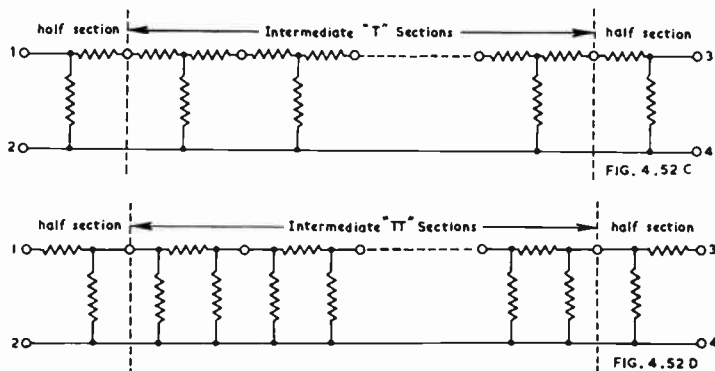 half section Intermediate "T" Sections half section
1 3
2 4
FIG. 4.52 C
half section Intermediate "TT" Sections half section
1 3
2 4
FIG. 4.52 D